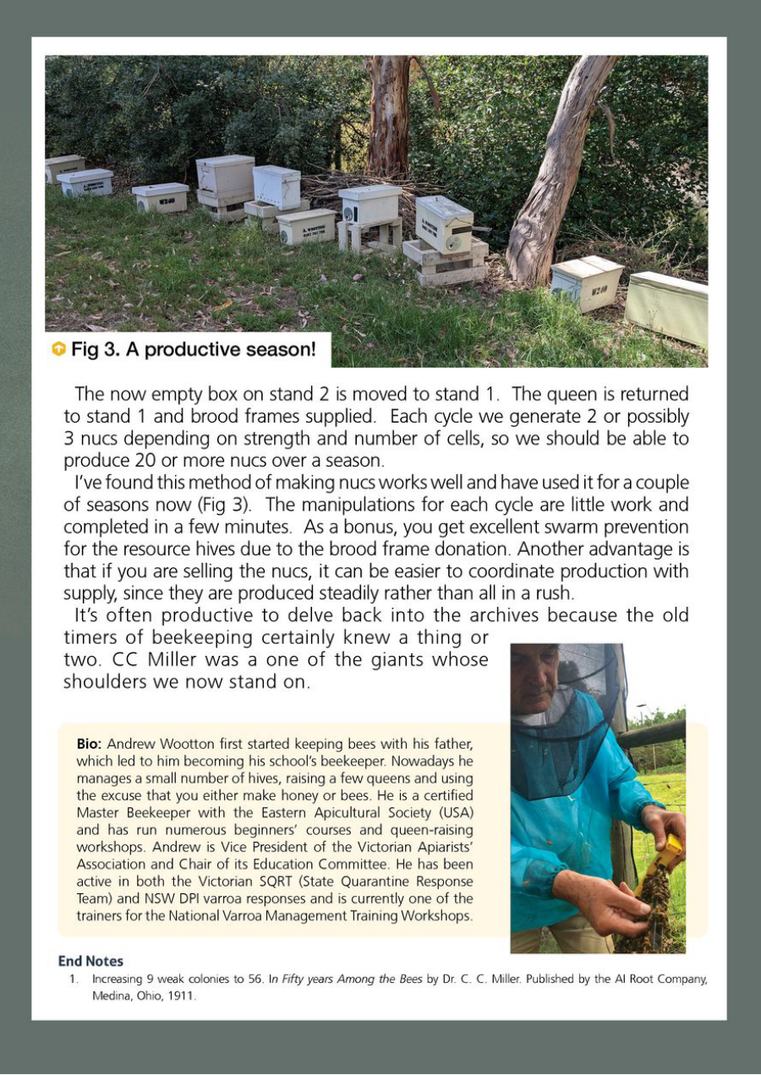 W240
A. WOOTTON
W240
Fig 3. A productive season!
The now empty box on stand 2 is moved to stand 1. The queen is returned
to stand 1 and brood frames supplied. Each cycle we generate 2 or possibly
3 nucs depending on strength and number of cells, so we should be able to
produce 20 or more nucs over a season.
I've found this method of making nucs works well and have used it for a couple
of seasons now (Fig 3). The manipulations for each cycle are little work and
completed in a few minutes. As a bonus, you get excellent swarm prevention
for the resource hives due to the brood frame donation. Another advantage is
that if you are selling the nucs, it can be easier to coordinate production with
supply, since they are produced steadily rather than all in a rush.
It's often productive to delve back into the archives because the old
timers of beekeeping certainly knew a thing or
two. CC Miller was a one of the giants whose
shoulders we now stand on.
Bio: Andrew Wootton first started keeping bees with his father,
which led to him becoming his school's beekeeper. Nowadays he
manages a small number of hives, raising a few queens and using
the excuse that you either make honey or bees. He is a certified
Master Beekeeper with the Eastern Apicultural Society (USA)
and has run numerous beginners' courses and queen-raising
workshops. Andrew is Vice President of the Victorian Apiarists'
Association and Chair of its Education Committee. He has been
active in both the Victorian SQRT (State Quarantine Response
Team) and NSW DPI varroa responses and is currently one of the
trainers for the National Varroa Management Training Workshops.
End Notes
1. Increasing 9 weak colonies to 56. In Fifty years Among the Bees by Dr. C. C. Miller. Published by the AI Root Company,
Medina, Ohio, 1911.